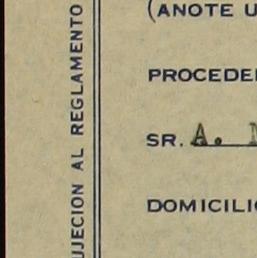 (ANOTE U
PROCEDE
SR. A.
DOMICILI
UJECION AL REGLAMENTO